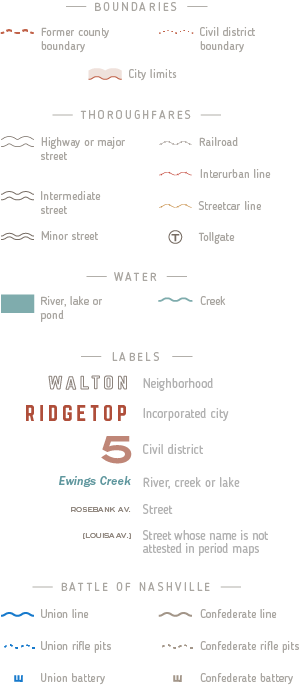 BOUNDARIES
Former county
boundary
Civil district
boundary
City limits
THOROUGHFARES
Highway or major
street
Railroad
Interurban line
Intermediate
street
Streetcar line
Minor street
Tollgate
T
WATER
River, lake or
pond
Creek
LABELS
WALTON Neighborhood
RIDGETOP Incorporated city
5 Civil district
Ewings Creek River, creek or lake
ROSEBANK AV. Street
[LOUISA AV.] Street whose name is not
attested in period maps
BATTLE OF NASHVILLE
Union line Confederate line
Union rifle pits Confederate rifle pits
Union battery Confederate battery